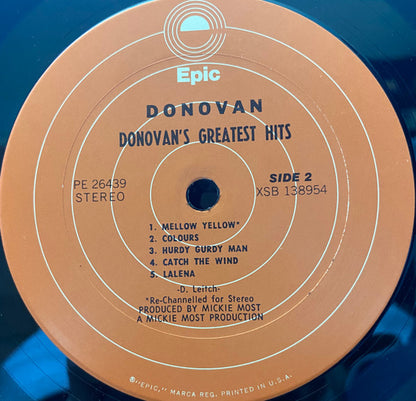 Epic
DONOVAN
DONOVAN'S GREATEST HITS
PE 26439
STEREO
SIDE 2
XSB 138954
1. MELLOW YELLOW*
2. COLOURS
3. HURDY GURDY MAN
4. CATCH THE WIND
5. LALENA
-D. Leitch-
*Re-Channelled for Stereo
PRODUCED BY MICKIE MOST
A MICKIE MOST PRODUCTION
®"EPIC," MARCA REG. PRINTED IN U.S.A.